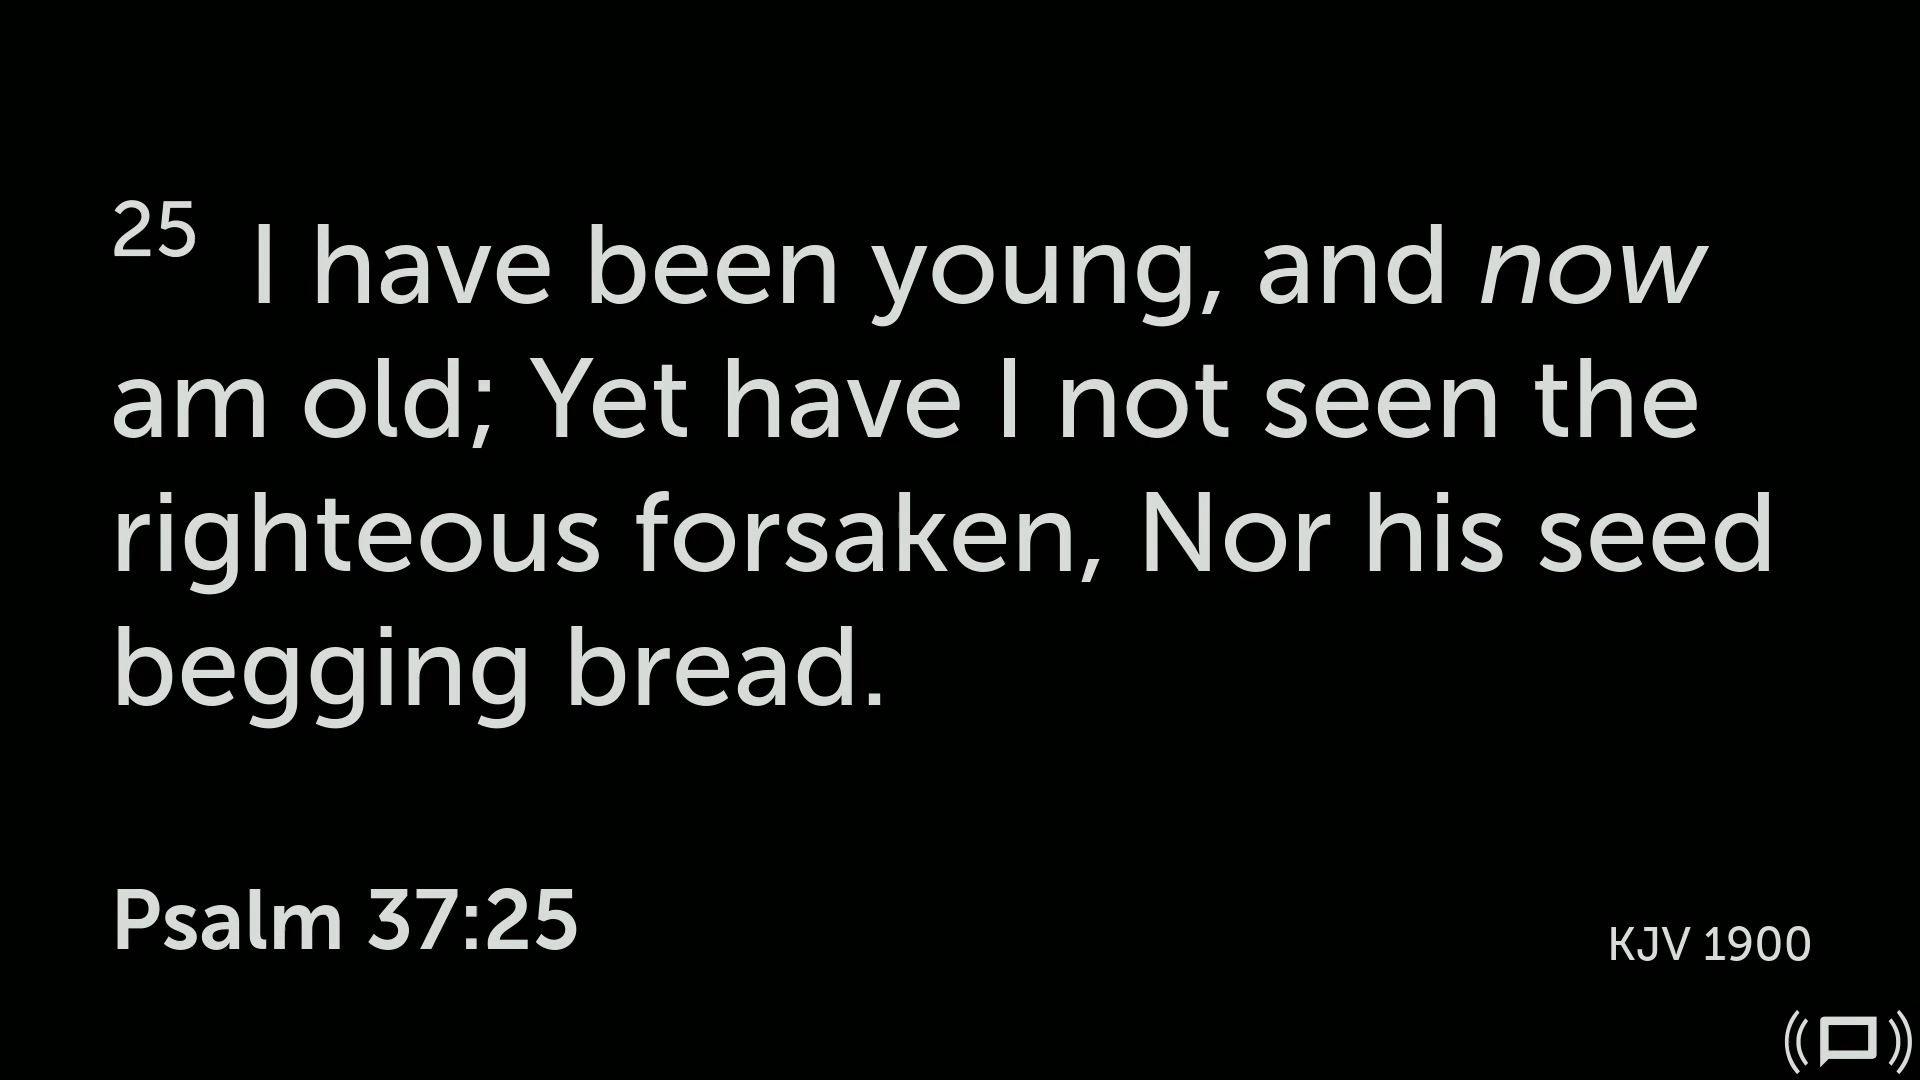 25 I have been young, and now
am old; Yet have I not seen the
righteous forsaken, Nor his seed
begging bread.
Psalm 37:25
KJV 1900